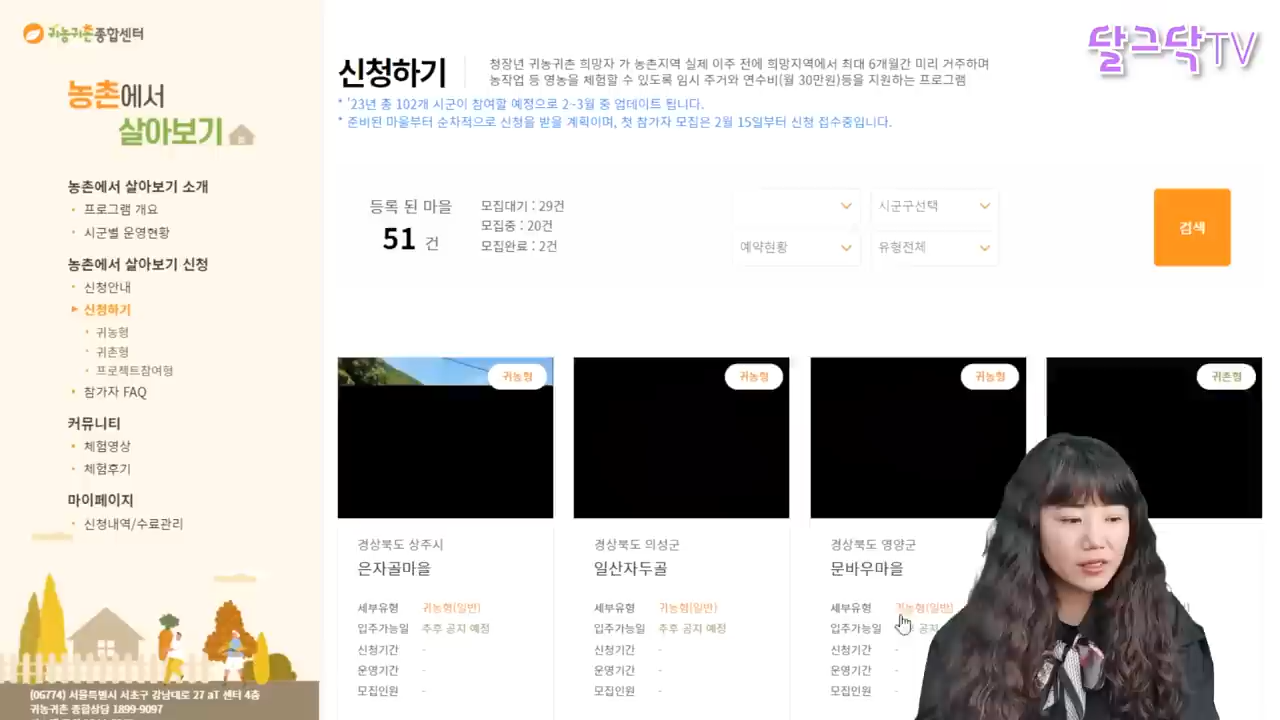 귀농귀촌종합센터
농촌에서
살아보기
농촌에서 살아보기 소개
프로그램 개요
시군별 운영현황
농촌에서 살아보기 신청
신청안내
신청하기
귀농형
귀촌형
프로젝트참여형
참가자 FAQ
커뮤니티
체험영상
체험후기
마이페이지
신청내역/수료관리
(06774) 서울특별시 서초구 강남대로 27 aT 센터 4층
귀농귀촌 종합상담 1899-9097
달그닥TV
신청하기
청장년 귀농귀촌 희망자 가 농촌지역 실제 이주 전에 희망지역에서 최대 6개월간 미리 거주하며
농작업 등 영농을 체험할 수 있도록 임시 주거와 연수비(월 30만원)등을 지원하는 프로그램
* '23년 총 102개 시군이 참여할 예정으로 2~3월 중 업데이트 됩니다.
* 준비된 마을부터 순차적으로 신청을 받을 계획이며, 첫 참가자 모집은 2월 15일부터 신청 접수중입니다.
등록 된 마을
51 건
모집대기 : 29건
모집중 : 20건
모집완료 : 2건
시군구선택
예약현황
유형전체
검색
귀농형
귀농형
귀농형
귀촌형
경상북도 상주시
은자골마을
세부유형 귀농형(일반)
입주가능일 추후 공지 예정
신청기간 -
운영기간 -
모집인원 -
경상북도 의성군
일산자두골
세부유형 귀농형(일반)
입주가능일 추후 공지 예정
신청기간 -
운영기간 -
모집인원 -
경상북도 영양군
문바우마을
세부유형 귀농형(일반)
입주가능일 공지
신청기간 -
운영기간 -
모집인원 -